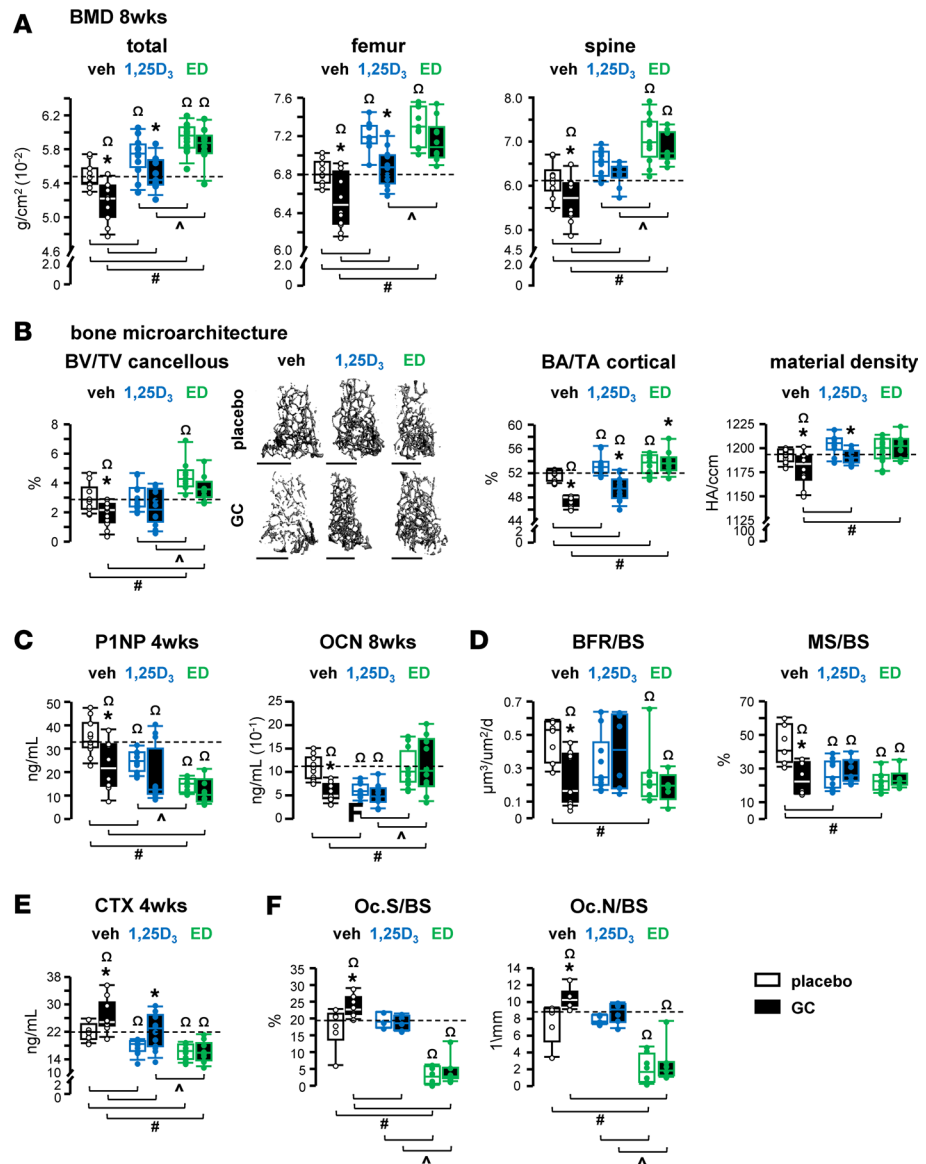 A
BMD 8wks
total
femur
spine
veh 1,25D₃ ED
veh 1,25D₃ ED
veh 1,25D₃ ED
g/cm² (10⁻²)
6.2
5.8
5.4
5.0
4.6
2.0
0
Ω
*
Ω
*
Ω
Ω
^
#
7.6
7.2
6.8
6.4
6.0
2.0
0
Ω
*
Ω
*
Ω
^
#
8.0
7.0
6.0
5.0
4.5
2.0
0
Ω
*
Ω
Ω
^
#
B
bone microarchitecture
BV/TV cancellous
veh 1,25D₃ ED
%
8
6
4
2
0
Ω
*
Ω
^
#
veh 1,25D₃ ED
placebo
GC
BA/TA cortical
veh 1,25D₃ ED
%
60
56
52
48
44
2
0
Ω
Ω
Ω
Ω
*
#
material density
veh 1,25D₃ ED
HA/ccm
1225
1200
1175
1150
1125
100
0
Ω
*
*
#
C
P1NP 4wks
veh 1,25D₃ ED
ng/mL
50
40
30
20
10
0
Ω
*
Ω
Ω
Ω
Ω
^
#
OCN 8wks
veh 1,25D₃ ED
ng/mL (10⁻¹)
25
20
15
10
5
0
Ω
*
Ω
Ω
F
^
#
D
BFR/BS
veh 1,25D₃ ED
µm³/um²/d
0.7
0.6
0.4
0.3
0.1
0
Ω
*
Ω
Ω
#
MS/BS
veh 1,25D₃ ED
%
70
60
50
40
30
20
10
0
Ω
*
Ω
Ω
Ω
Ω
#
E
CTX 4wks
veh 1,25D₃ ED
ng/mL
38
30
22
14
2
0
Ω
*
Ω
*
Ω
Ω
^
#
F
Oc.S/BS
veh 1,25D₃ ED
%
35
30
25
20
15
10
5
0
Ω
*
Ω
Ω
#
^
Oc.N/BS
veh 1,25D₃ ED
1\mm
14
12
10
8
6
4
2
0
Ω
*
Ω
Ω
#
^
placebo
GC